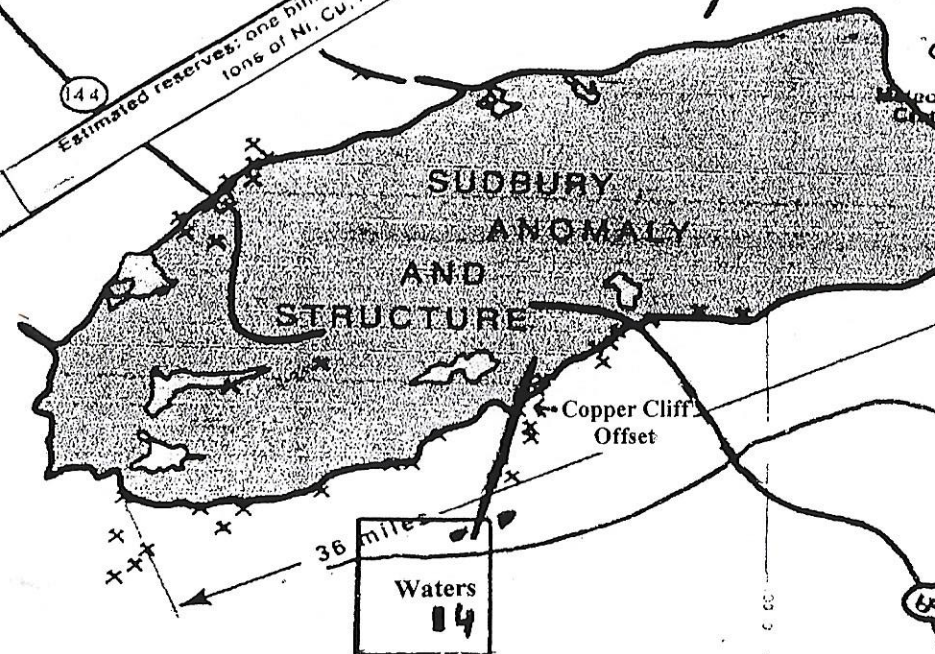 144
Estimated reserves: one
tons of Ni, Cu,
SUDBURY
ANOMALY
AND
STRUCTURE
Copper Cliff
Offset
36 miles
Waters
14